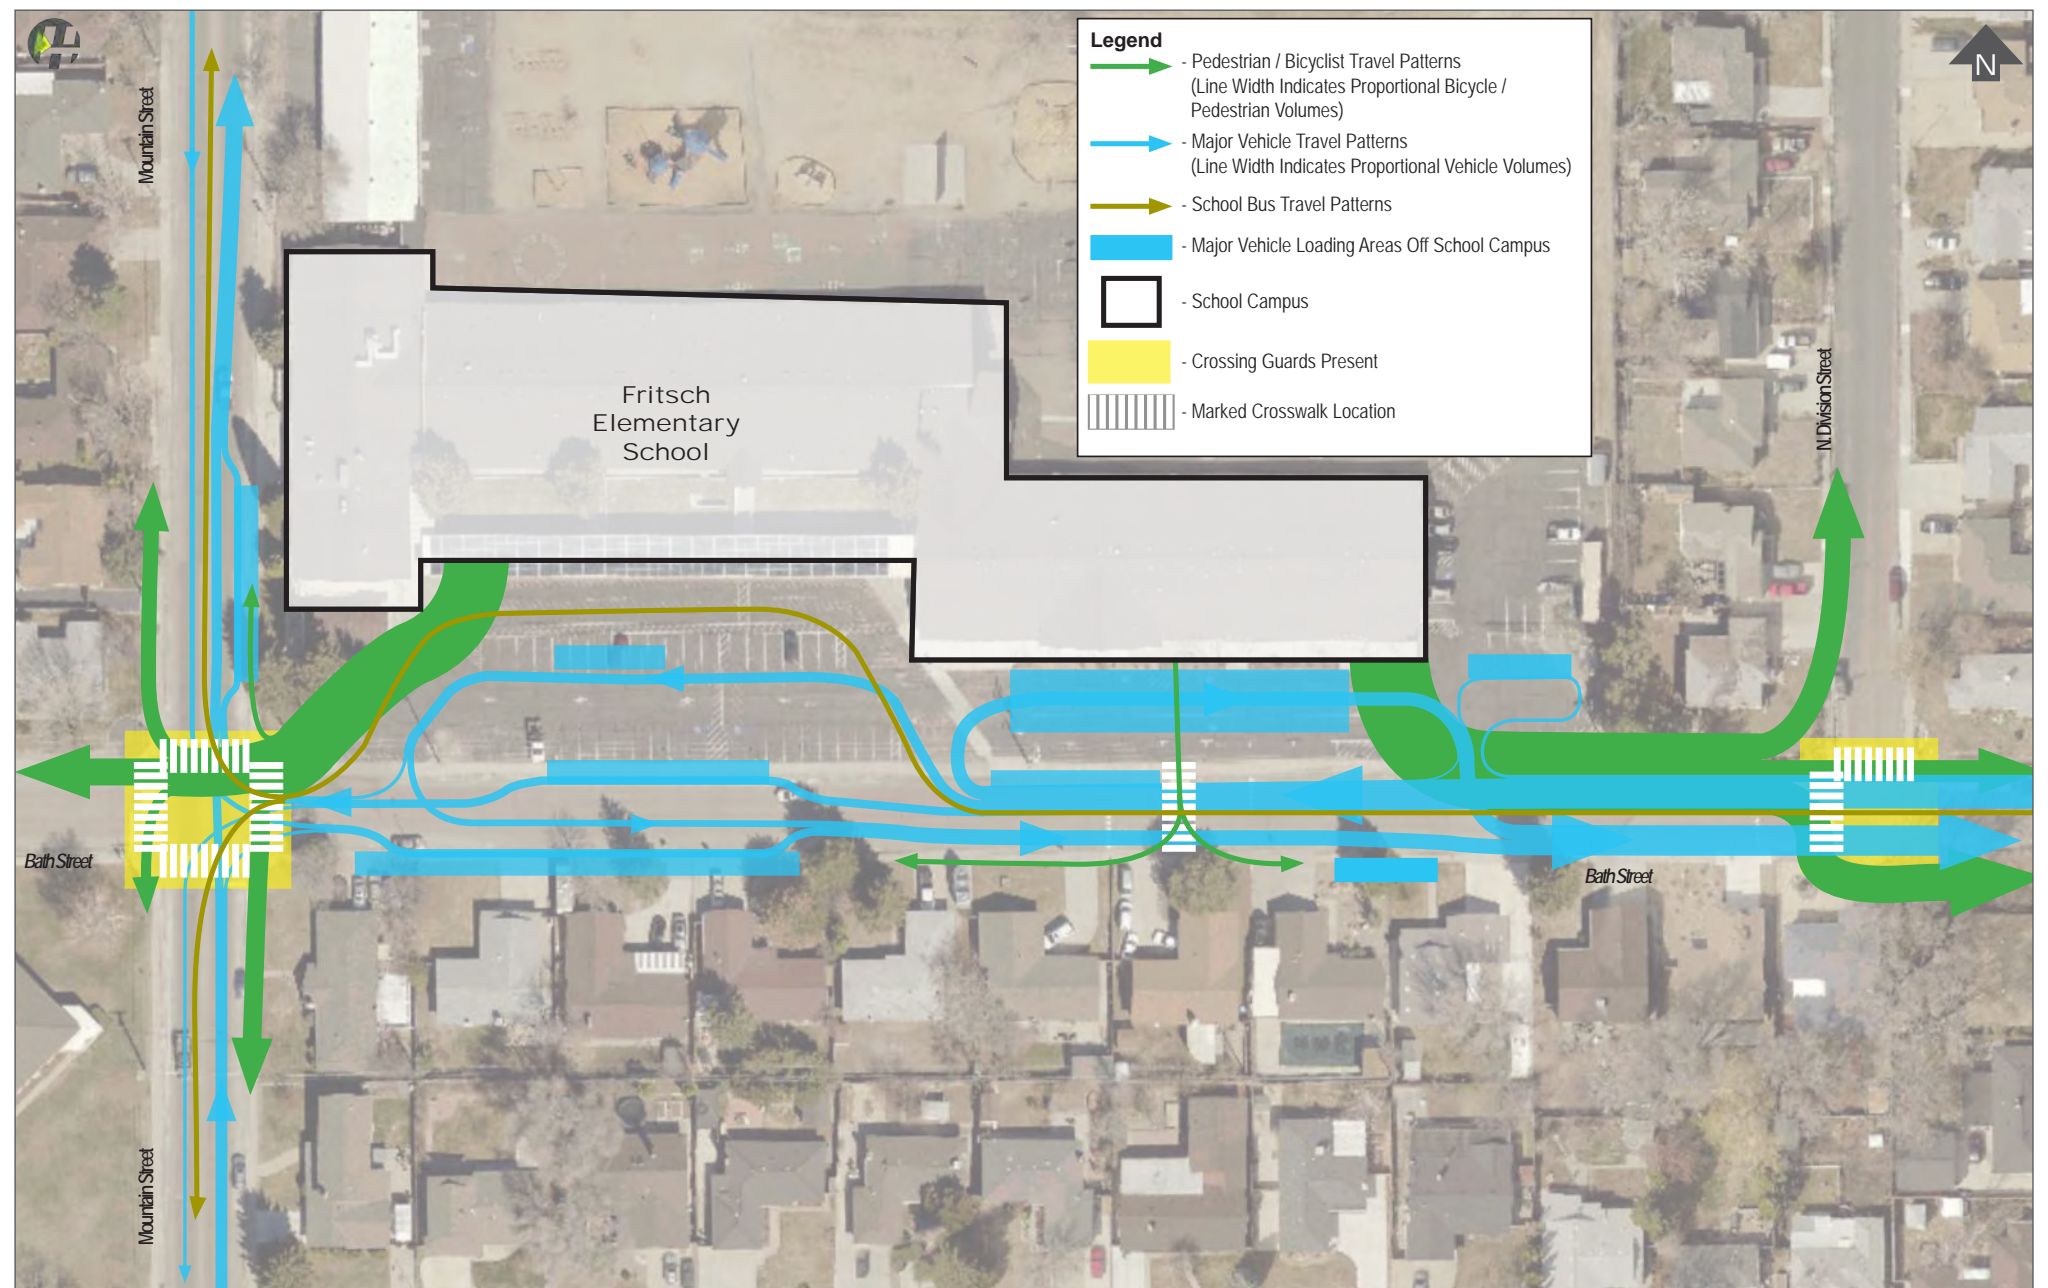 Legend
- Pedestrian / Bicyclist Travel Patterns
(Line Width Indicates Proportional Bicycle /
Pedestrian Volumes)
- Major Vehicle Travel Patterns
(Line Width Indicates Proportional Vehicle Volumes)
- School Bus Travel Patterns
- Major Vehicle Loading Areas Off School Campus
- School Campus
- Crossing Guards Present
- Marked Crosswalk Location
N
Mountain Street
Fritsch
Elementary
School
N. Division Street
Bath Street
Bath Street
Mountain Street